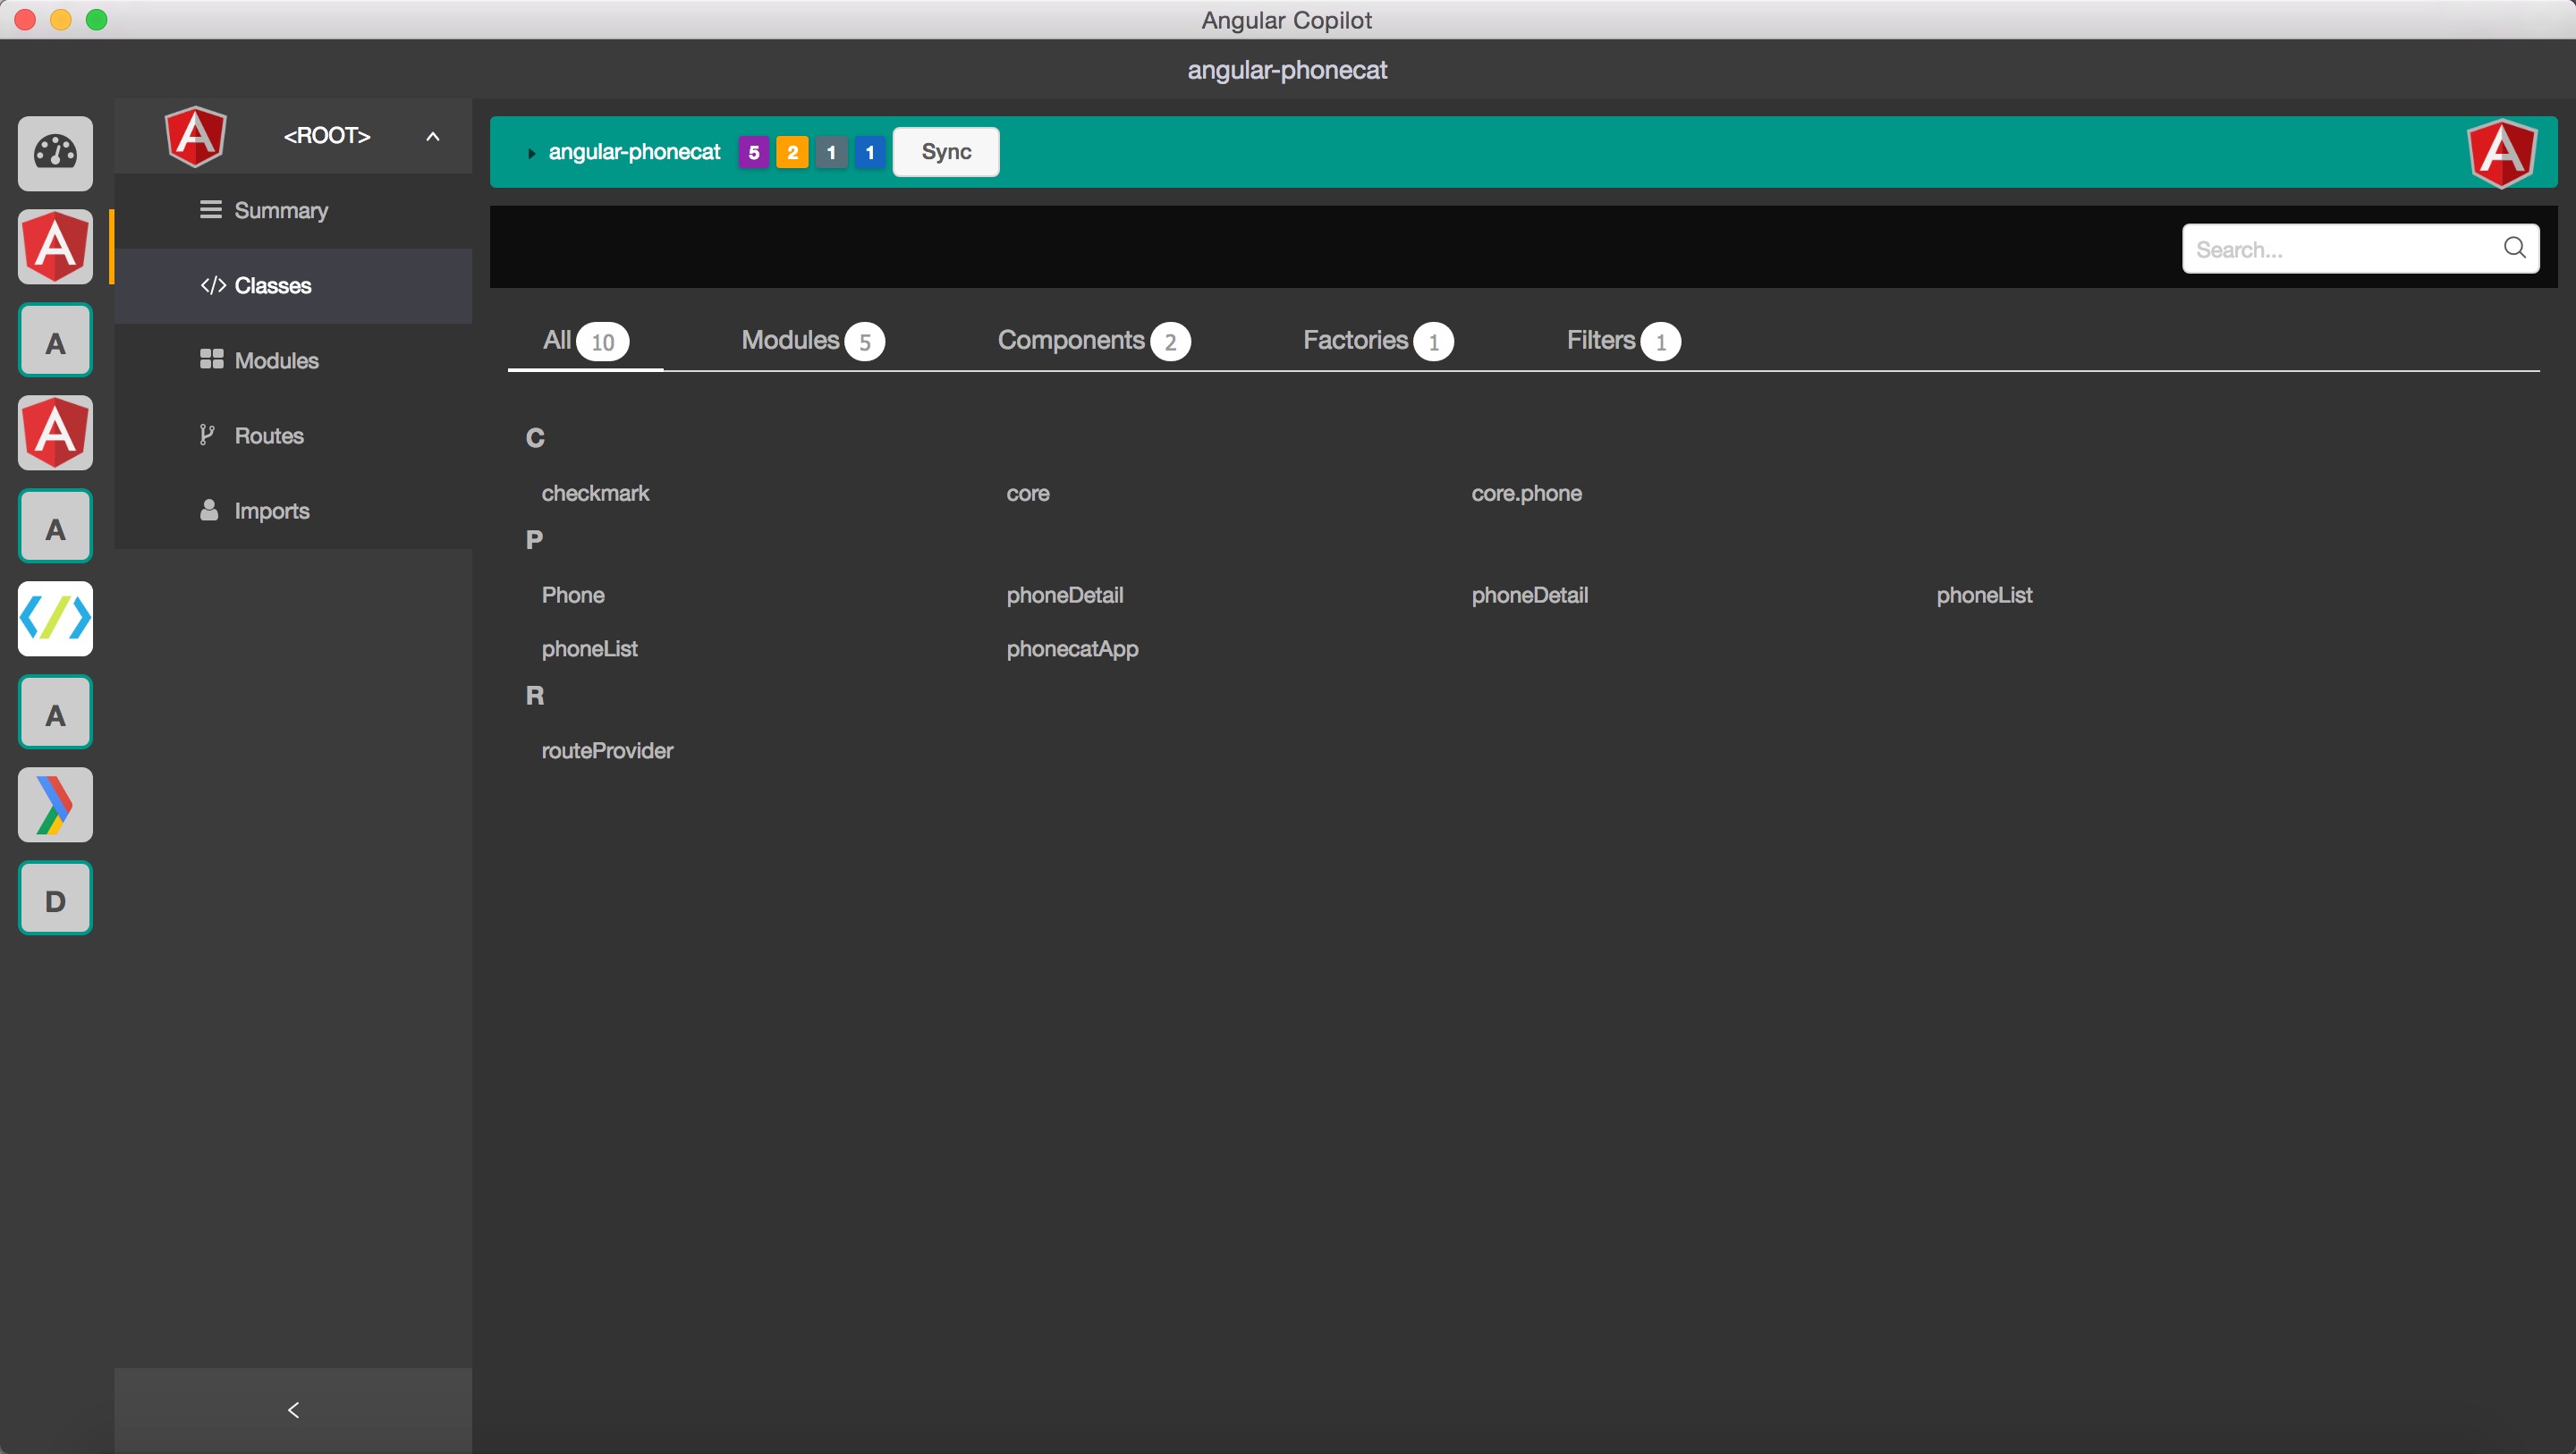 Angular Copilot
angular-phonecat
<ROOT>
angular-phonecat 5 2 1 1 Sync
Summary
Search...
Classes
Modules
Routes
Imports
A
A
A
D
All 10 Modules 5 Components 2 Factories 1 Filters 1
C
checkmark core core.phone
P
Phone phoneDetail phoneDetail phoneList
phoneList phonecatApp
R
routeProvider